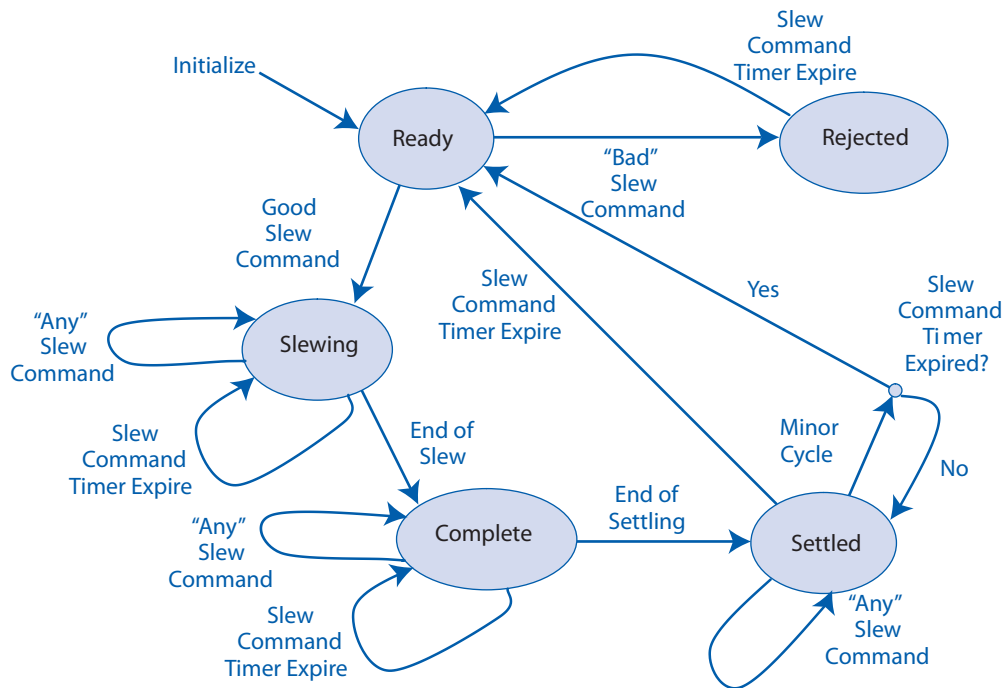 Initialize
Slew
Command
Timer Expire
Ready
Rejected
“Bad”
Slew
Command
Good
Slew
Command
Slew
Command
Timer Expire
Yes
Slew
Command
Timer
Expired?
“Any”
Slew
Command
Slewing
Slew
Command
Timer Expire
End of
Slew
Minor
Cycle
No
“Any”
Slew
Command
Complete
End of
Settling
Settled
Slew
Command
Timer Expire
“Any”
Slew
Command